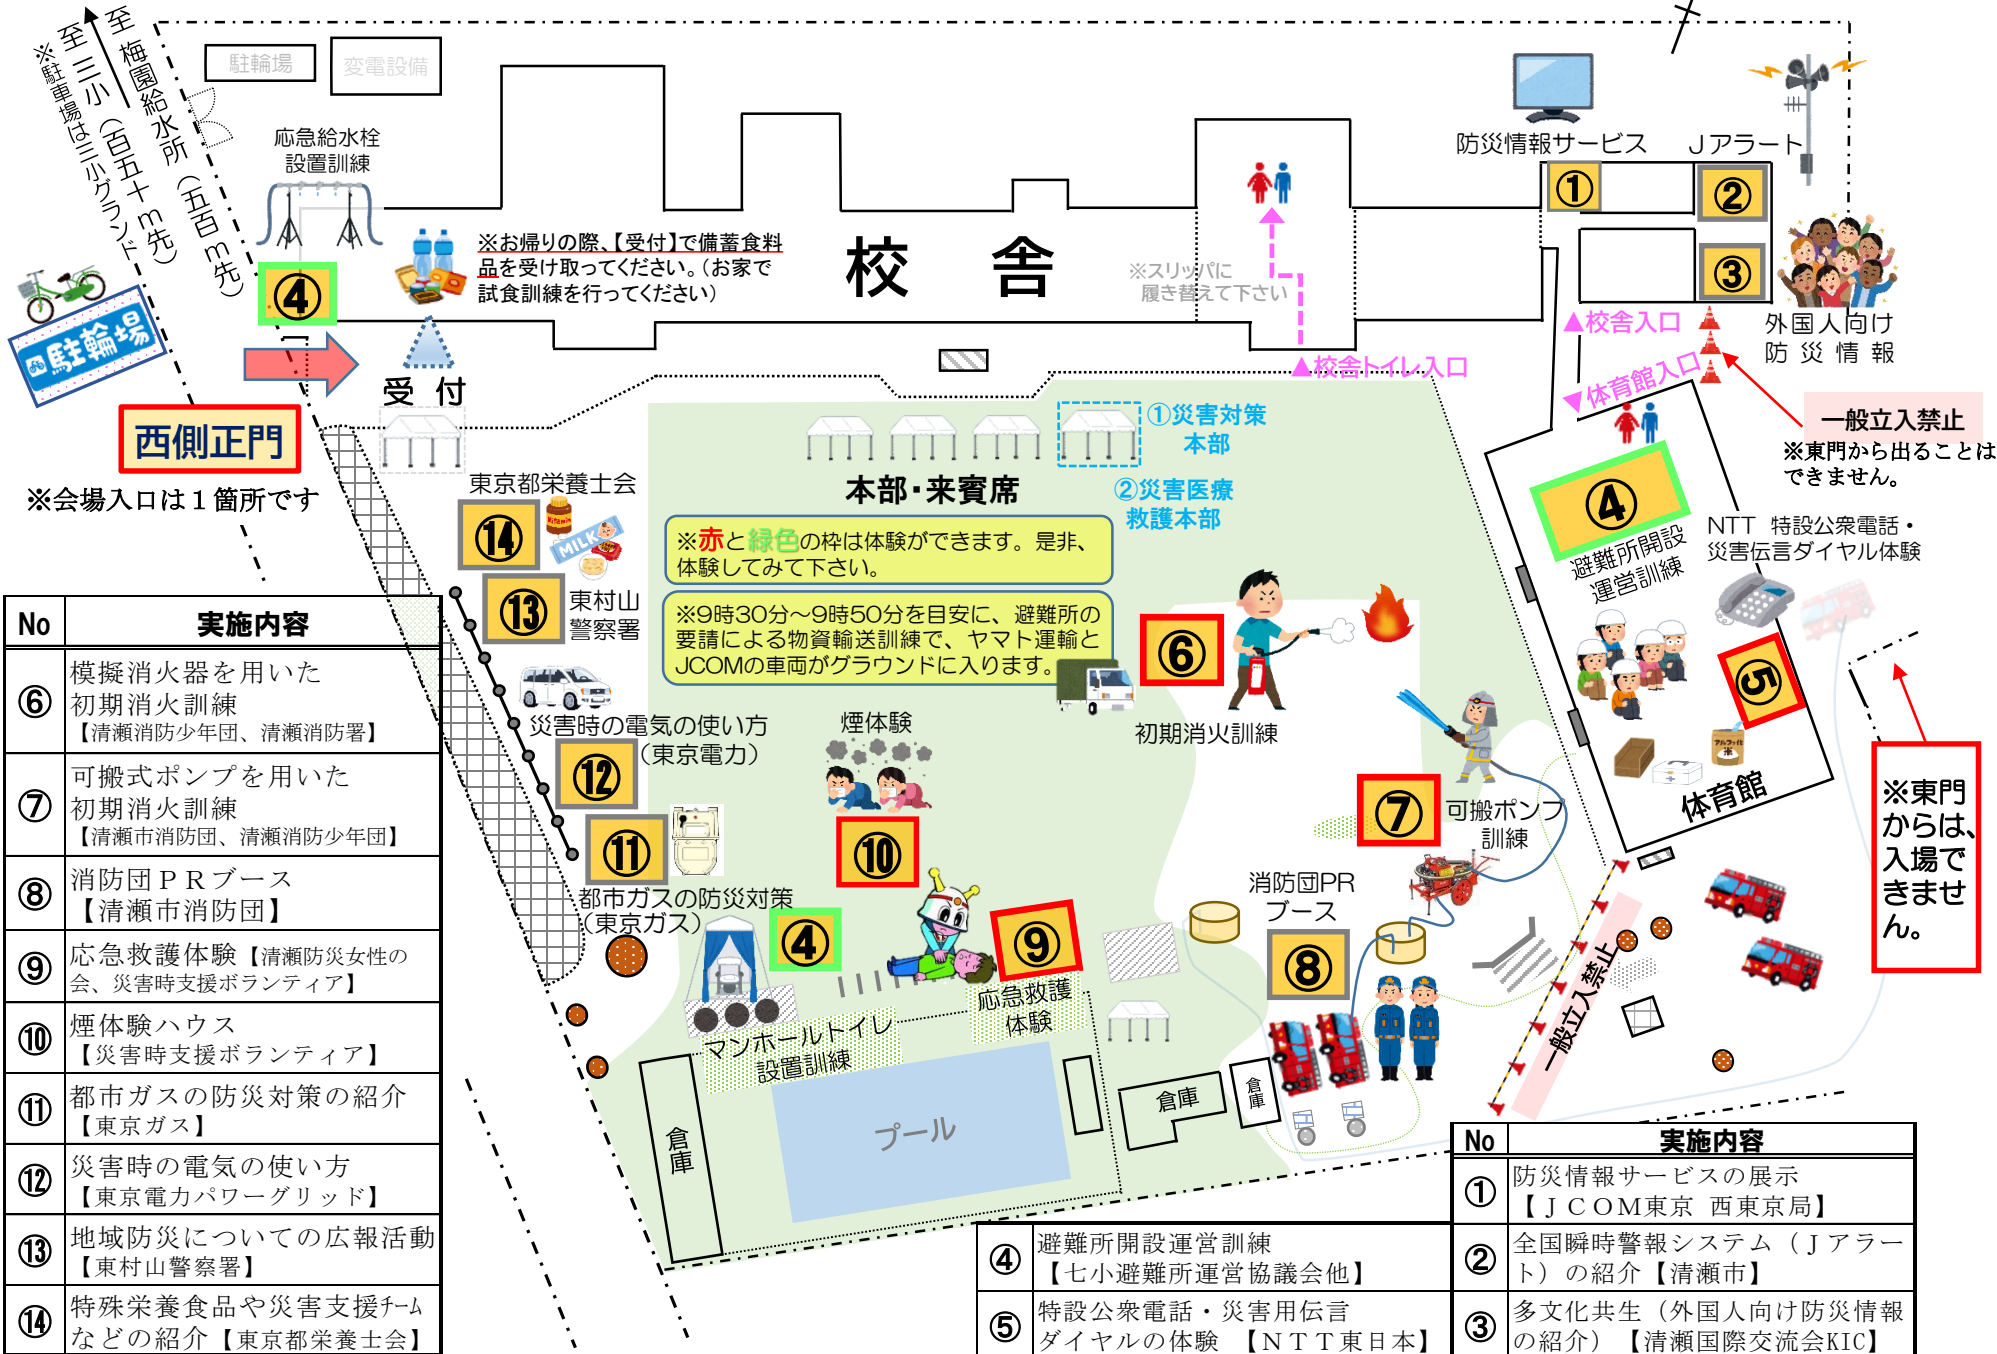 至 梅園給水所(五百m先)
至 三小(百五十m先)
※駐車場は三小グランド
駐輪場
変電設備
応急給水栓
設置訓練
④
※お帰りの際、【受付】で備蓄食料
品を受け取ってください。(お家で
試食訓練を行ってください)
校 舎
※スリッパに
履き替えて下さい
防災情報サービス
Jアラート
①
②
③
外国人向け
防 災 情 報
▲校舎入口
▼体育館入口
▲校舎トイレ入口
駐輪場
受 付
西側正門
※会場入口は1箇所です
一般立入禁止
※東門から出ることは
できません。
①災害対策
本部
②災害医療
救護本部
本部・来賓席
※赤と緑色の枠は体験ができます。是非、
体験してみて下さい。
※9時30分~9時50分を目安に、避難所の
要請による物資輸送訓練で、ヤマト運輸と
JCOMの車両がグラウンドに入ります。
東京都栄養士会
⑭
Vitamin
MILK
⑬
東村山
警察署
災害時の電気の使い方
(東京電力)
⑫
⑪
都市ガスの防災対策
(東京ガス)
煙体験
⑩
⑥
初期消火訓練
④
避難所開設
運営訓練
NTT 特設公衆電話・
災害伝言ダイヤル体験
⑤
アルファ化
米
体育館
⑦
可搬ポンプ
訓練
※東門
からは、
入場で
きませ
ん。
消防団PR
ブース
⑧
④
マンホールトイレ
設置訓練
⑨
応急救護
体験
一般立入禁止
倉庫
プール
倉庫
倉庫
No 実施内容
⑥ 模擬消火器を用いた
初期消火訓練
【清瀬消防少年団、清瀬消防署】
⑦ 可搬式ポンプを用いた
初期消火訓練
【清瀬市消防団、清瀬消防少年団】
⑧ 消防団PRブース
【清瀬市消防団】
⑨ 応急救護体験【清瀬防災女性の
会、災害時支援ボランティア】
⑩ 煙体験ハウス
【災害時支援ボランティア】
⑪ 都市ガスの防災対策の紹介
【東京ガス】
⑫ 災害時の電気の使い方
【東京電力パワーグリッド】
⑬ 地域防災についての広報活動
【東村山警察署】
⑭ 特殊栄養食品や災害支援チーム
などの紹介【東京都栄養士会】
④ 避難所開設運営訓練
【七小避難所運営協議会他】
⑤ 特設公衆電話・災害用伝言
ダイヤルの体験 【NTT東日本】
No 実施内容
① 防災情報サービスの展示
【JCOM東京 西東京局】
② 全国瞬時警報システム(Jアラー
ト)の紹介【清瀬市】
③ 多文化共生(外国人向け防災情報
の紹介)【清瀬国際交流会KIC】